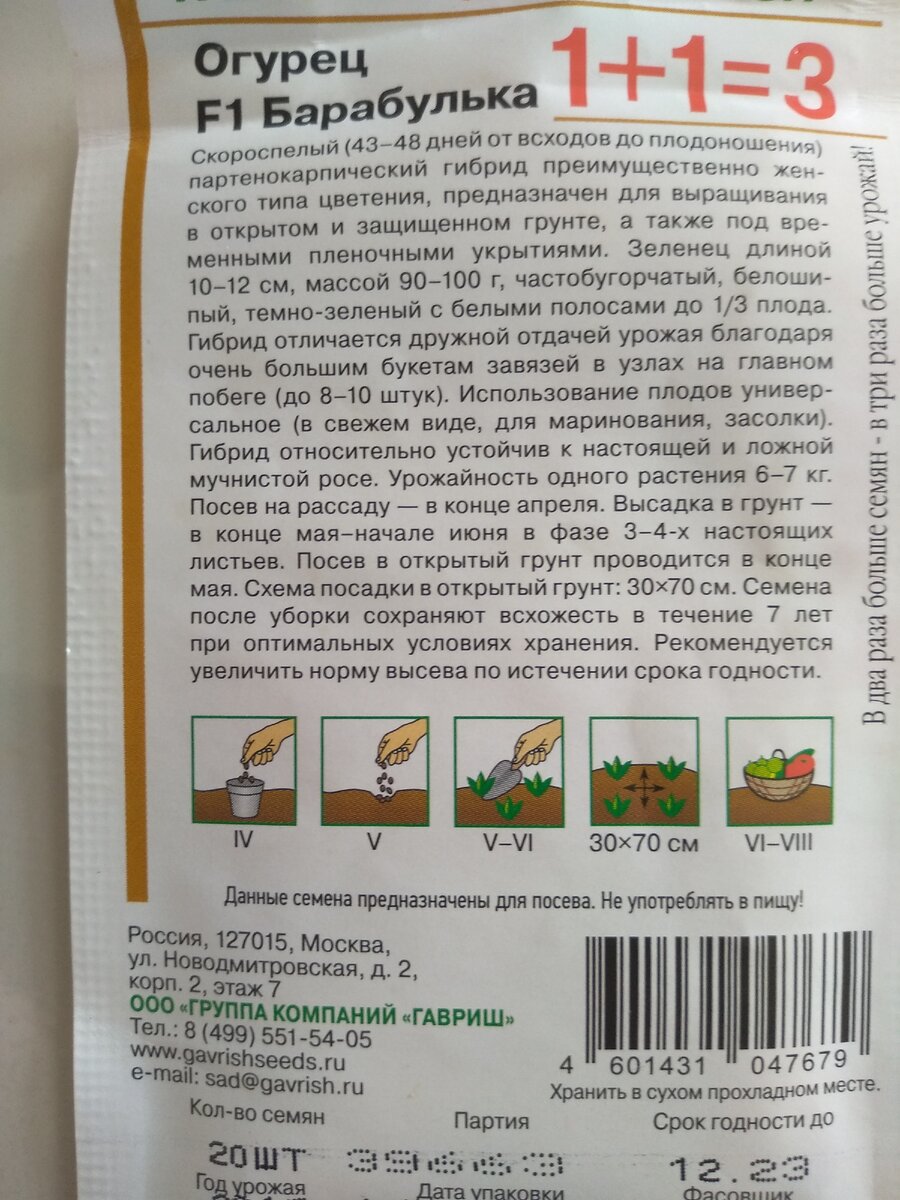 Огурец
F1 Барабулька
1+1=3
Скороспелый (43–48 дней от всходов до плодоношения)
партенокарпический гибрид преимущественно жен-
ского типа цветения, предназначен для выращивания
в открытом и защищенном грунте, а также под вре-
менными пленочными укрытиями. Зеленец длиной
10–12 см, массой 90–100 г, частобугорчатый, белоши-
пый, темно-зеленый с белыми полосами до 1/3 плода.
Гибрид отличается дружной отдачей урожая благодаря
очень большим букетам завязей в узлах на главном
побеге (до 8–10 штук). Использование плодов универ-
сальное (в свежем виде, для маринования, засолки).
Гибрид относительно устойчив к настоящей и ложной
мучнистой росе. Урожайность одного растения 6–7 кг.
Посев на рассаду — в конце апреля. Высадка в грунт —
в конце мая–начале июня в фазе 3–4-х настоящих
листьев. Посев в открытый грунт проводится в конце
мая. Схема посадки в открытый грунт: 30×70 см. Семена
после уборки сохраняют всхожесть в течение 7 лет
при оптимальных условиях хранения. Рекомендуется
увеличить норму высева по истечении срока годности.
В два раза больше семян - в три раза больше урожай!
IV V V–VI 30×70 см VI–VIII
Данные семена предназначены для посева. Не употреблять в пищу!
Россия, 127015, Москва,
ул. Новодмитровская, д. 2,
корп. 2, этаж 7
ООО «ГРУППА КОМПАНИЙ «ГАВРИШ»
Тел.: 8 (499) 551-54-05
www.gavrishseeds.ru
e-mail: sad@gavrish.ru
4 601431 047679
Хранить в сухом прохладном месте.
Кол-во семян Партия Срок годности до
20 ШТ 12.23
Год урожая Дата упаковки Фасовщик